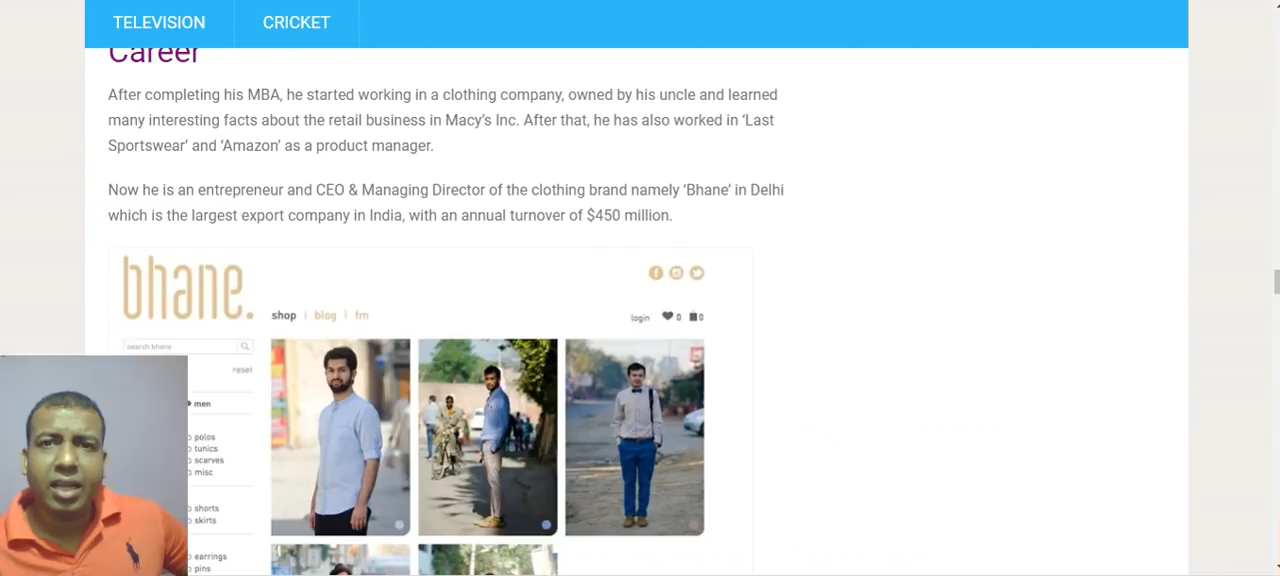 TELEVISION
CRICKET
Career
After completing his MBA, he started working in a clothing company, owned by his uncle and learned
many interesting facts about the retail business in Macy's Inc. After that, he has also worked in ‘Last
Sportswear’ and ‘Amazon’ as a product manager.
Now he is an entrepreneur and CEO & Managing Director of the clothing brand namely ‘Bhane’ in Delhi
which is the largest export company in India, with an annual turnover of $450 million.
bhane.
shop | blog | fm
login 0 0
search bhane
reset
men
polos
tunics
scarves
misc
shorts
skirts
earrings
pins